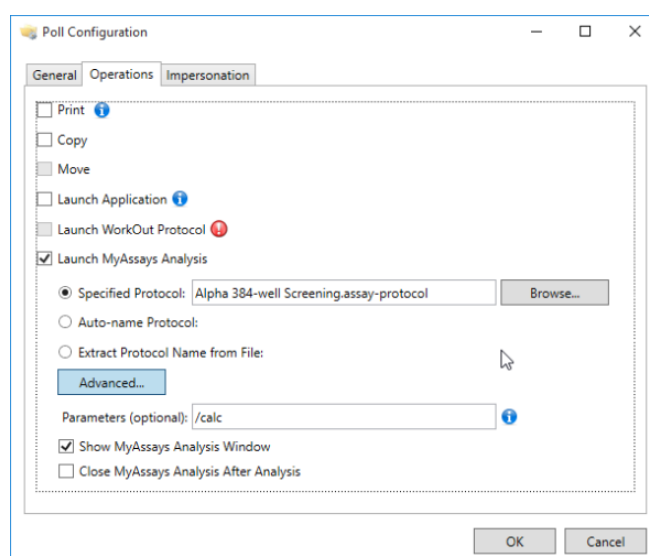 Poll Configuration
General Operations Impersonation
Print
Copy
Move
Launch Application
Launch WorkOut Protocol
Launch MyAssays Analysis
Specified Protocol: Alpha 384-well Screening.assay-protocol Browse...
Auto-name Protocol:
Extract Protocol Name from File:
Advanced...
Parameters (optional): /calc
Show MyAssays Analysis Window
Close MyAssays Analysis After Analysis
OK Cancel